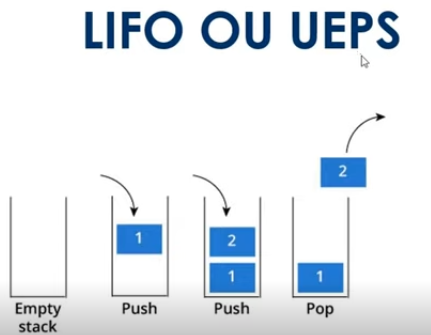 LIFO OU UEPS
2
1
2
1
1
Empty
stack
Push
Push
Pop